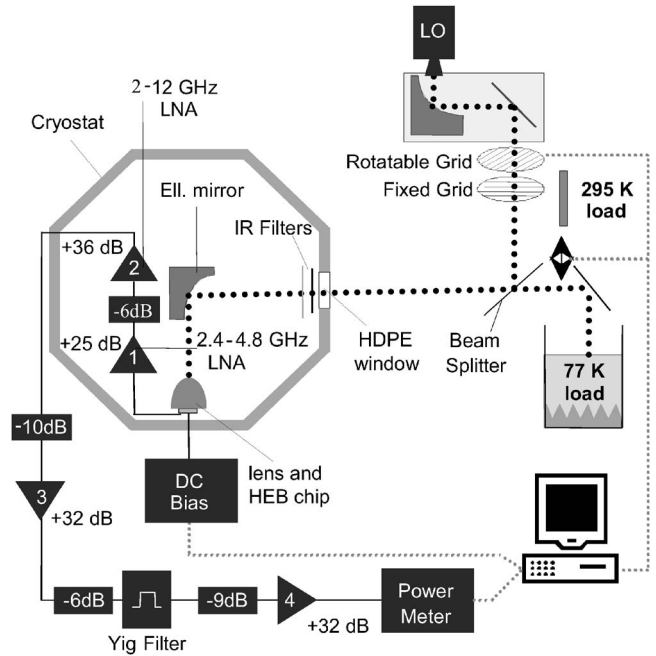 LO
2-12 GHz
LNA
Cryostat
Rotatable Grid
Fixed Grid
295 K
load
Ell. mirror
IR Filters
+36 dB
2
-6dB
+25 dB
1
2.4-4.8 GHz
LNA
HDPE
window
Beam
Splitter
77 K
load
-10dB
lens and
HEB chip
DC
Bias
3
+32 dB
-6dB
-9dB
4
+32 dB
Power
Meter
Yig Filter